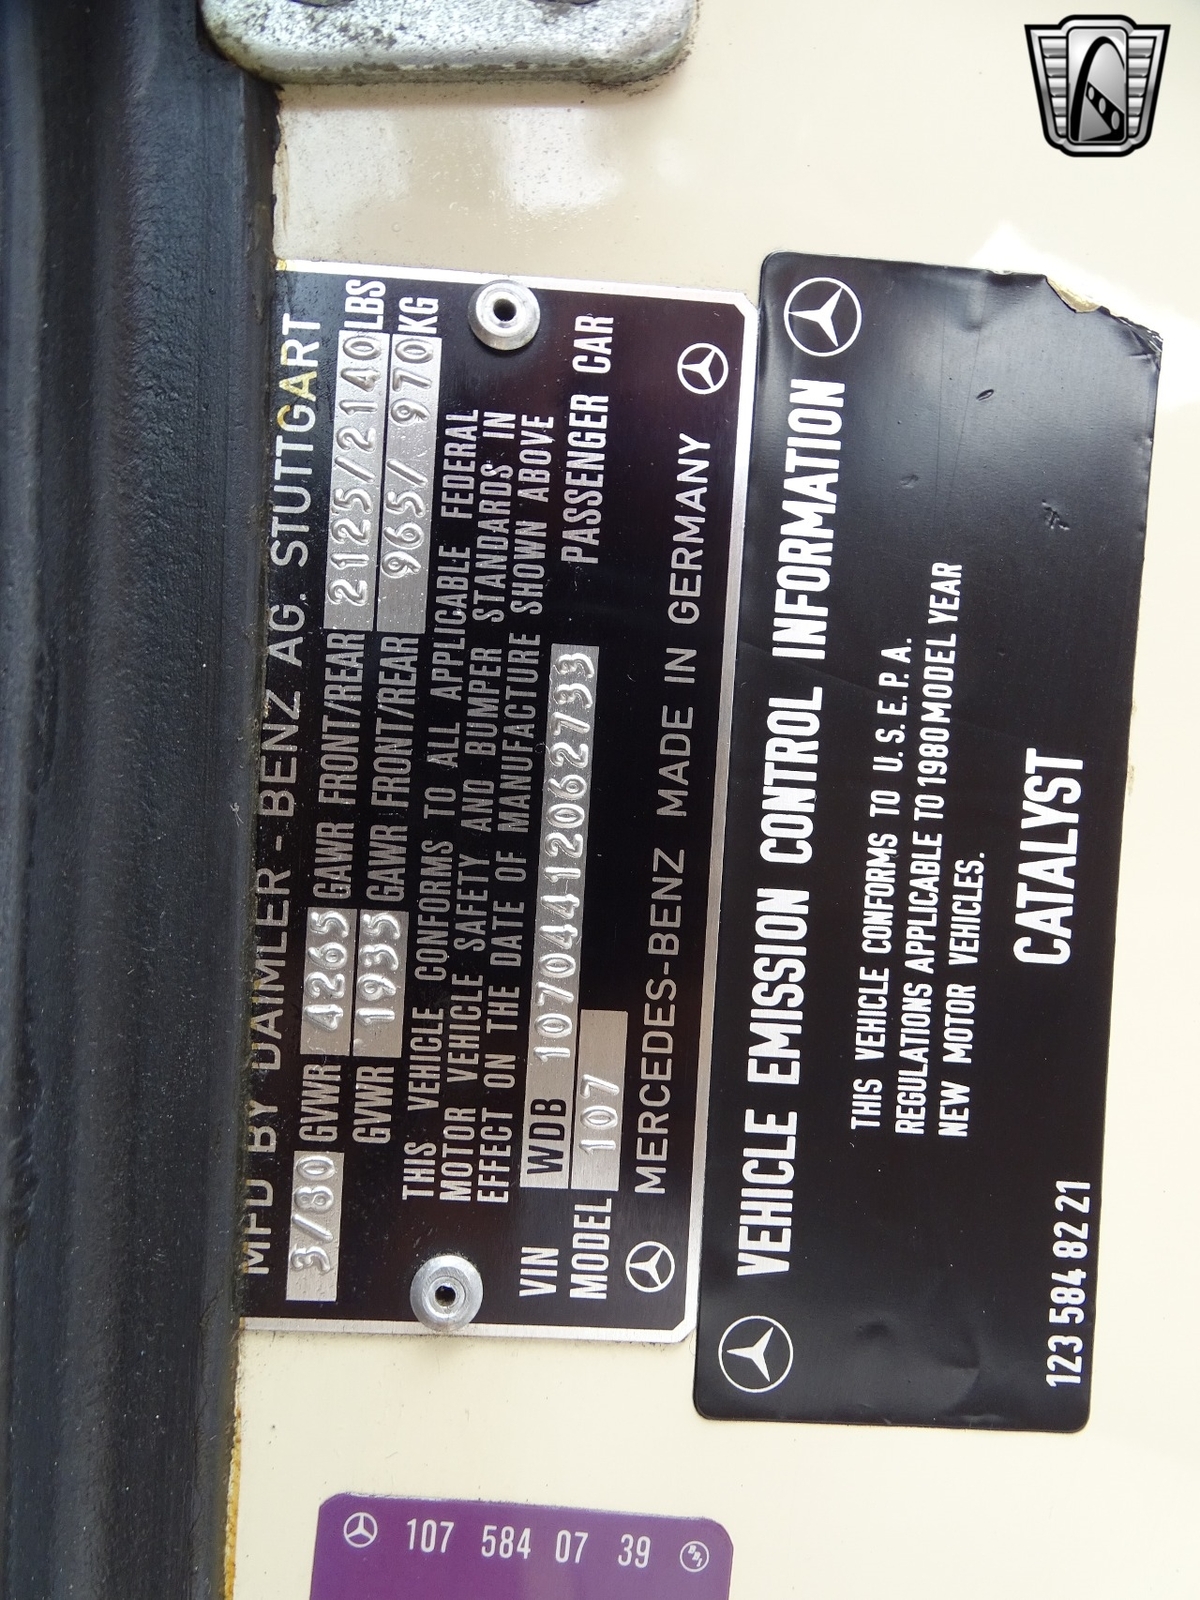 MFD BY DAIMLER-BENZ AG. STUTTGART
3/80 GVWR 4265 GAWR FRONT/REAR 2125/2140 LBS
GVWR 1935 GAWR FRONT/REAR 965/ 970 KG
THIS VEHICLE CONFORMS TO ALL APPLICABLE FEDERAL
MOTOR VEHICLE SAFETY AND BUMPER STANDARDS IN
EFFECT ON THE DATE OF MANUFACTURE SHOWN ABOVE
VIN WDB 10704412062733 PASSENGER CAR
MODEL 107
MERCEDES-BENZ MADE IN GERMANY
VEHICLE EMISSION CONTROL INFORMATION
THIS VEHICLE CONFORMS TO U.S.E.P.A.
REGULATIONS APPLICABLE TO 1980 MODEL YEAR
NEW MOTOR VEHICLES.
CATALYST
123 584 82 21
107 584 07 39